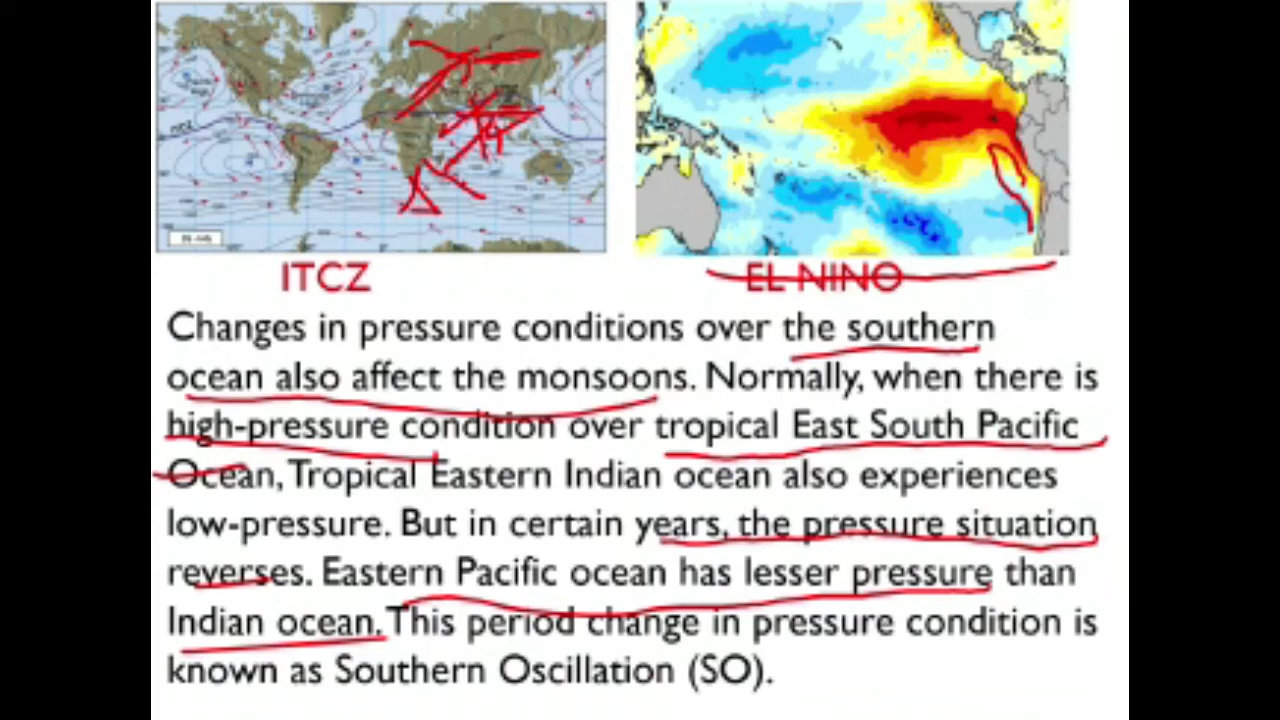 ITCZ
EL NINO
Changes in pressure conditions over the southern
ocean also affect the monsoons. Normally, when there is
high-pressure condition over tropical East South Pacific
Ocean, Tropical Eastern Indian ocean also experiences
low-pressure. But in certain years, the pressure situation
reverses. Eastern Pacific ocean has lesser pressure than
Indian ocean. This period change in pressure condition is
known as Southern Oscillation (SO).